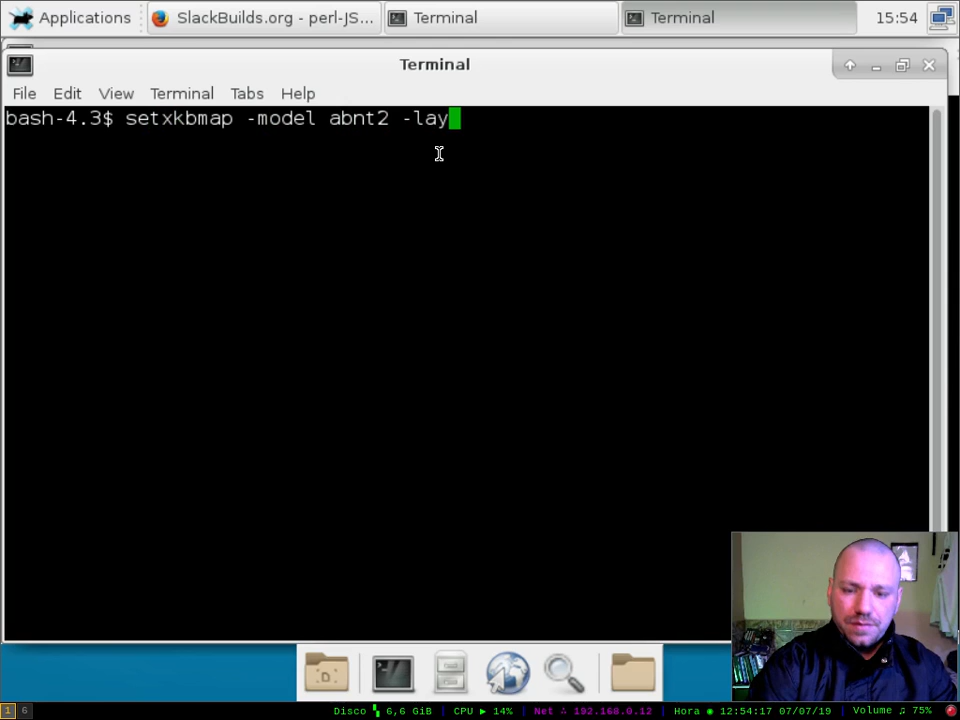 Applications
SlackBuilds.org - perl-JS...
Terminal
Terminal
15:54
Terminal
File Edit View Terminal Tabs Help
bash-4.3$ setxkbmap -model abnt2 -lay
D
1 6
Disco 6,6 GiB | CPU ▶ 14% | Net ∴ 192.168.0.12 | Hora ◉ 12:54:17 07/07/19 | Volume ♫ 75%